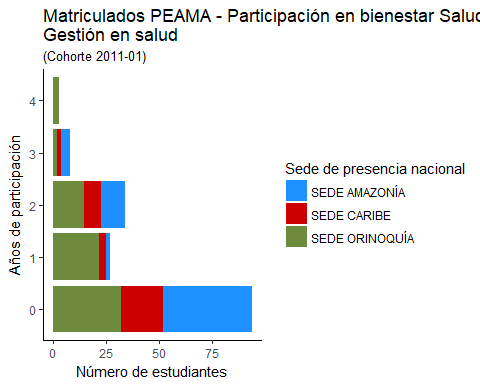 Matriculados PEAMA - Participación en bienestar Salud
Gestión en salud
(Cohorte 2011-01)
Años de participación
4
3
2
1
0
0 25 50 75
Número de estudiantes
Sede de presencia nacional
SEDE AMAZONÍA
SEDE CARIBE
SEDE ORINOQUÍA